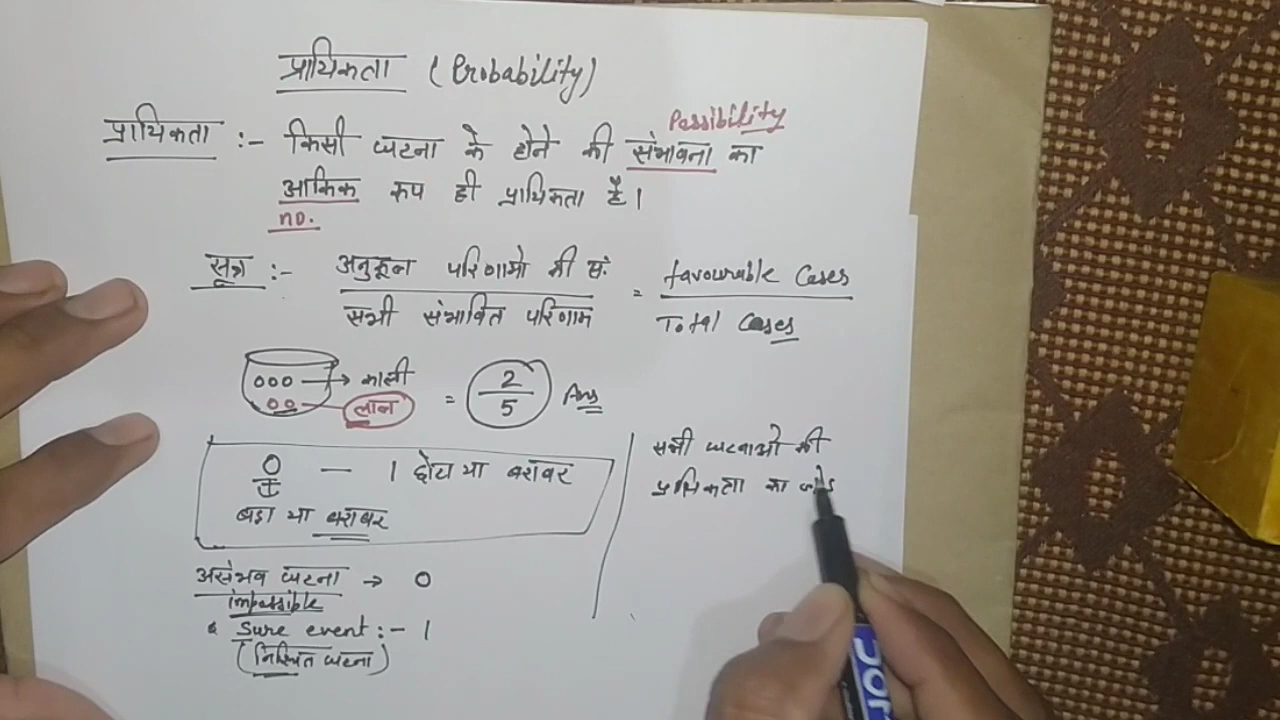 प्रायिकता (Probability)
प्रायिकता :- किसी घटना के होने की संभावना का
Possibility
आंकिक रूप ही प्रायिकता है।
no.
सूत्र :- अनुकूल परिणामो की सं. = favourable Cases
सभी संभावित परिणाम Total Cases
ooo → काली
oo लाल = 2/5 Ans
0 — 1 छोटा या बराबर
बड़ा या बराबर
असंभव घटना → 0
impossible
Sure event :- 1
(निश्चित घटना)
सभी घटनाओ की
प्रायिकता का